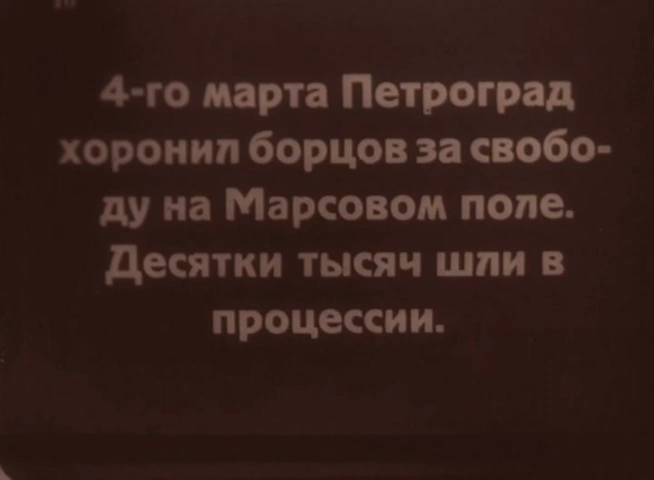 4-го марта Петроград
хоронил борцов за свобо-
ду на Марсовом поле.
Десятки тысяч шли в
процессии.